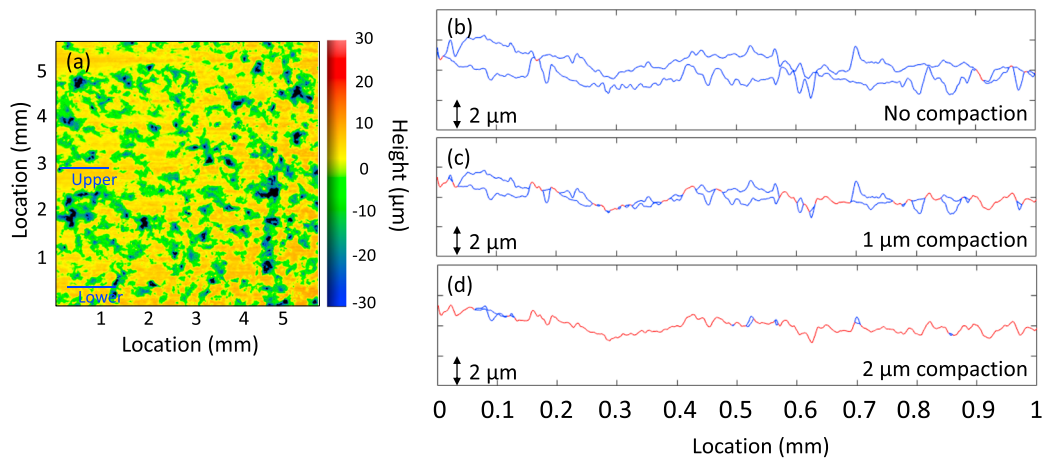 (a)
5
4
3
2
1
Location (mm)
Upper
Lower
1 2 3 4 5
Location (mm)
30
20
10
0
-10
-20
-30
Height (µm)
(b)
2 µm
No compaction
(c)
2 µm
1 µm compaction
(d)
2 µm
2 µm compaction
0 0.1 0.2 0.3 0.4 0.5 0.6 0.7 0.8 0.9 1
Location (mm)